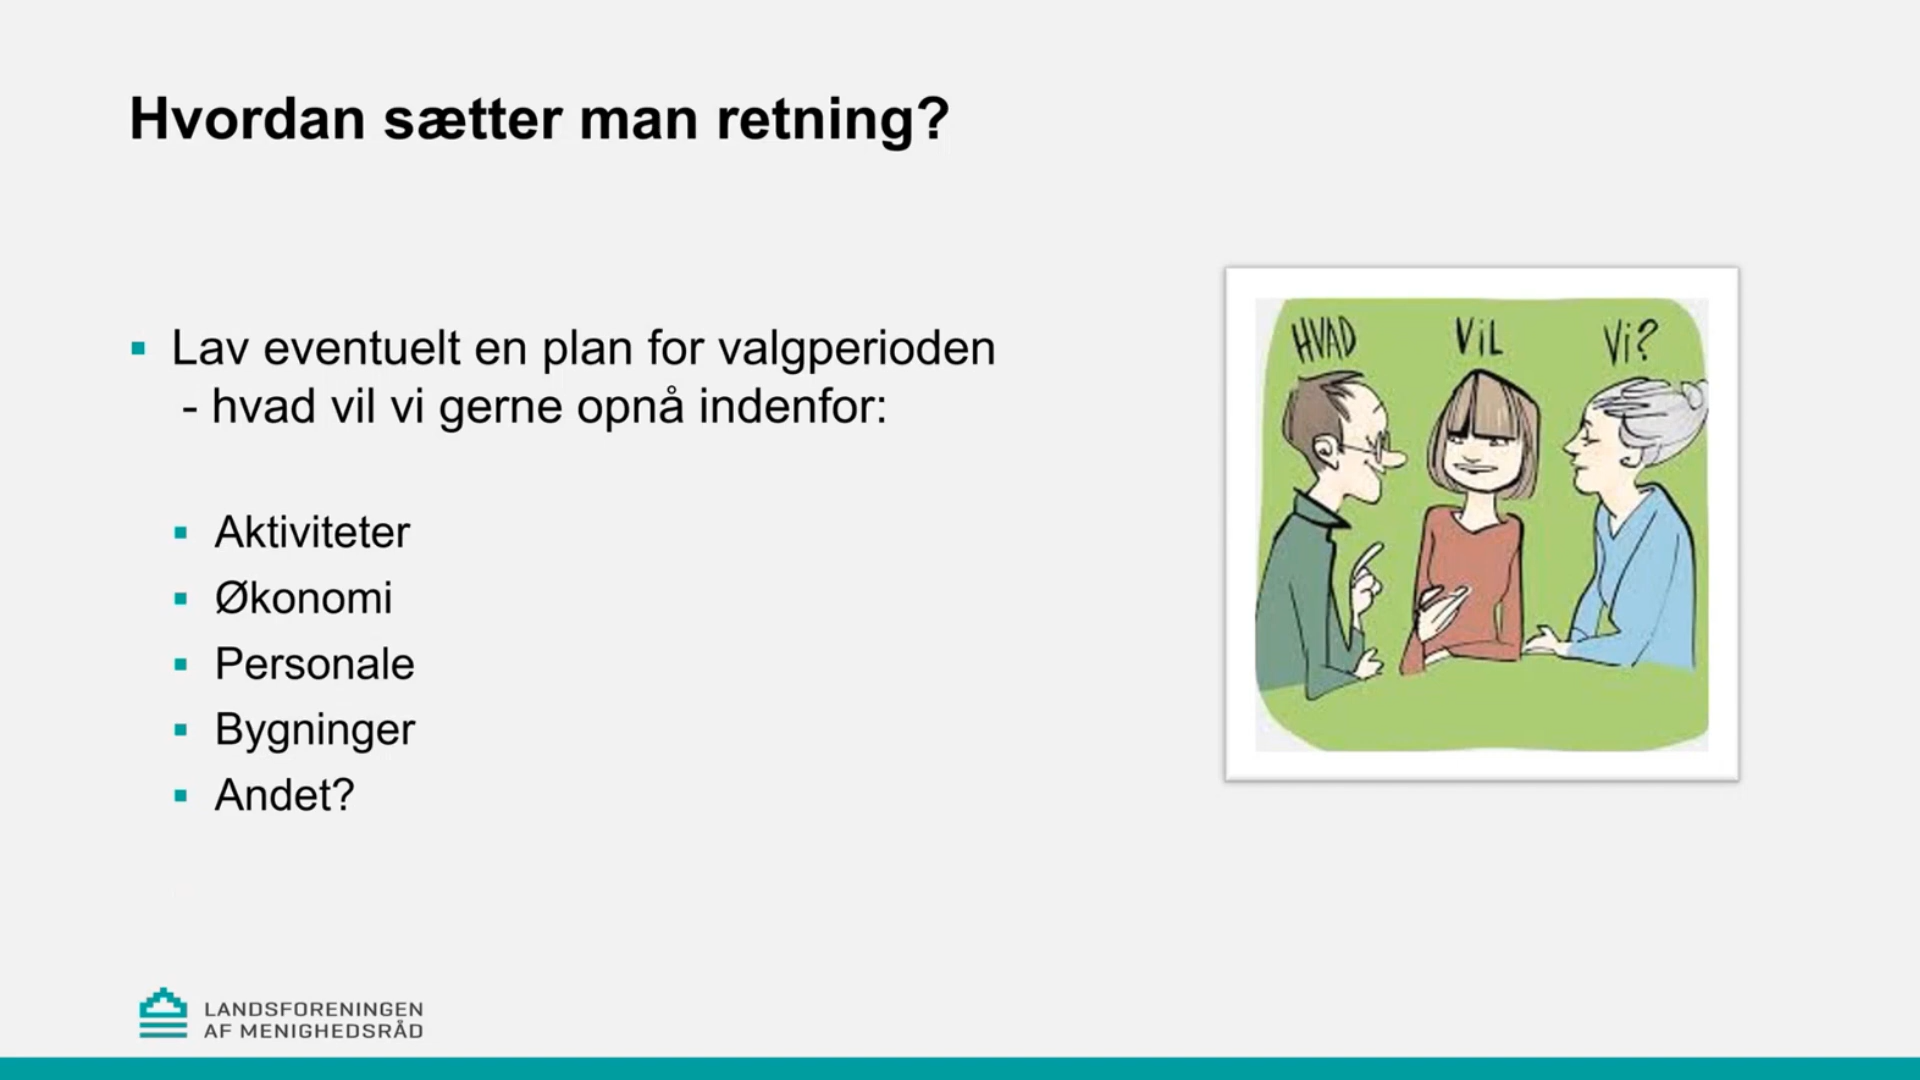 Hvordan sætter man retning?
Lav eventuelt en plan for valgperioden
- hvad vil vi gerne opnå indenfor:
Aktiviteter
Økonomi
Personale
Bygninger
Andet?
HVAD ViL Vi?
LANDSFORENINGEN
AF MENIGHEDSRÅD